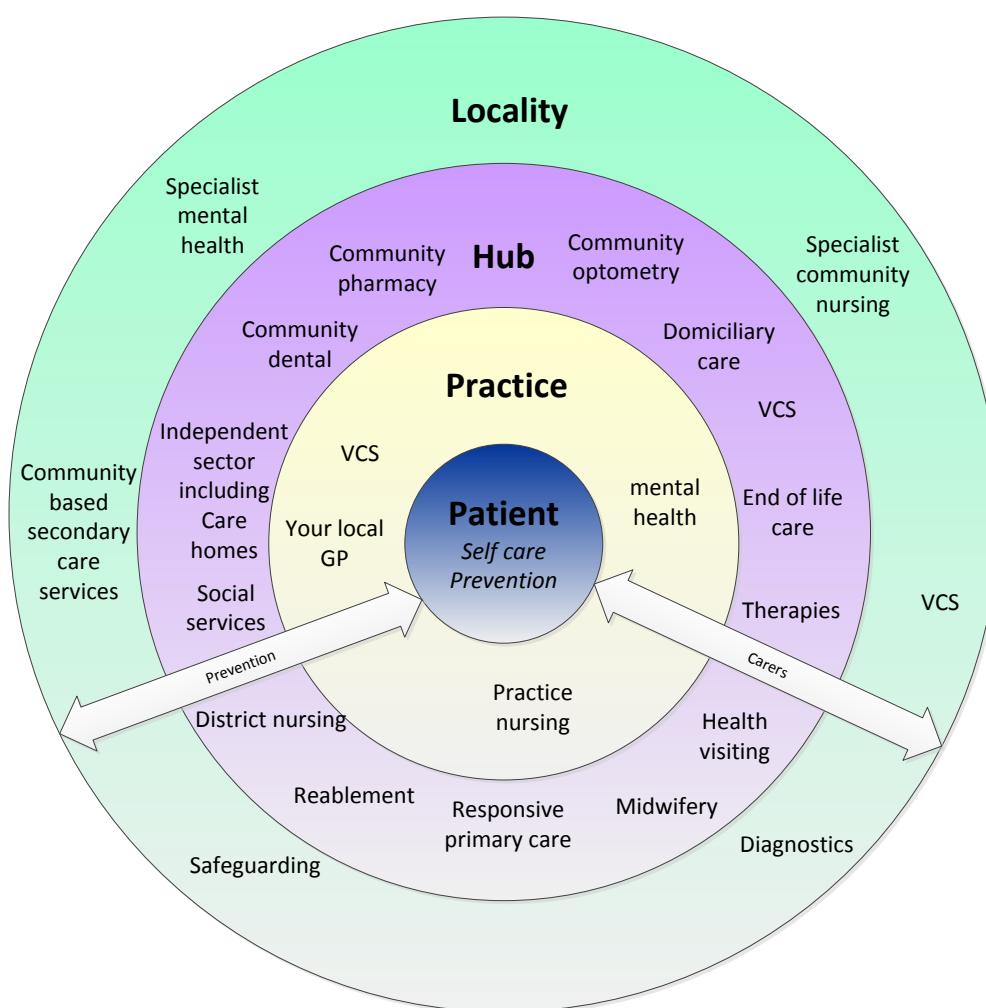 Locality
Specialist
mental
health
Specialist
community
nursing
Community
based
secondary
care
services
VCS
Safeguarding
Diagnostics
Hub
Community
pharmacy
Community
optometry
Community
dental
Domiciliary
care
VCS
Independent
sector
including
Care
homes
End of life
care
Social
services
Therapies
District nursing
Health
visiting
Reablement
Responsive
primary care
Midwifery
Practice
VCS
mental
health
Your local
GP
Practice
nursing
Patient
Self care
Prevention
Prevention
Carers